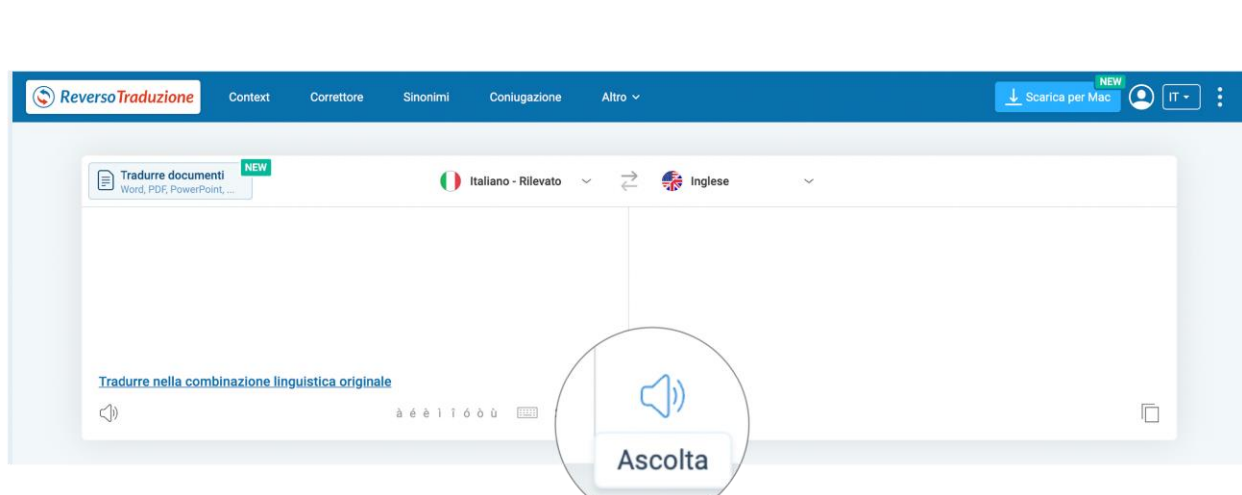 NEW
ReversoTraduzione Context Correttore Sinonimi Coniugazione Altro Scarica per Mac IT
Tradurre documenti NEW
Word, PDF, PowerPoint, ...
Italiano - Rilevato Inglese
Tradurre nella combinazione linguistica originale
à é è ì î ó ò ù
Ascolta